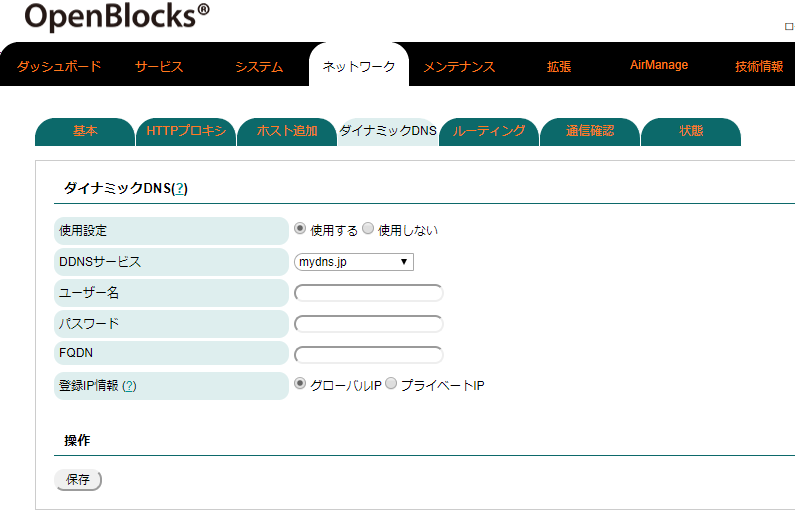 OpenBlocks®
ロ
ダッシュボード サービス システム ネットワーク メンテナンス 拡張 AirManage 技術情報
基本 HTTPプロキシ ホスト追加 ダイナミックDNS ルーティング 通信確認 状態
ダイナミックDNS(?)
使用設定 使用する 使用しない
DDNSサービス mydns.jp
ユーザー名
パスワード
FQDN
登録IP情報 (?) グローバルIP プライベートIP
操作
保存